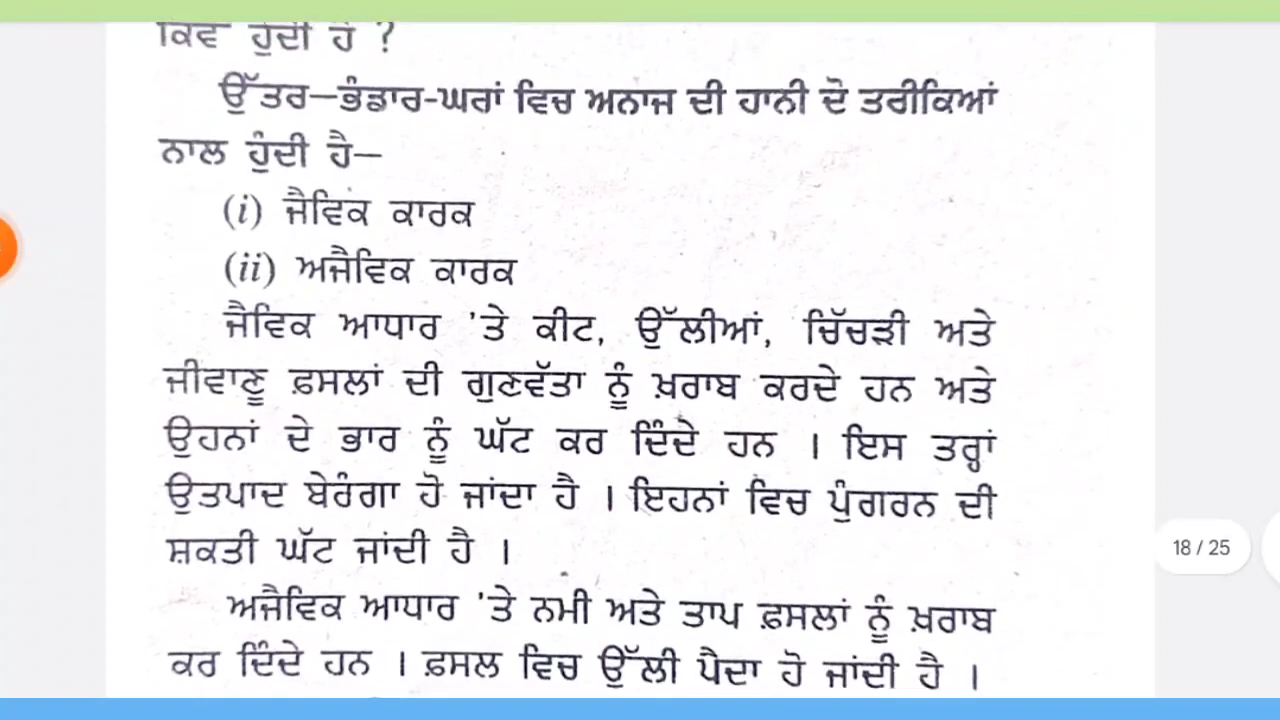 ਕਿਵੇਂ ਹੁੰਦੀ ਹੈ ?
ਉੱਤਰ—ਭੰਡਾਰ-ਘਰਾਂ ਵਿਚ ਅਨਾਜ ਦੀ ਹਾਨੀ ਦੋ ਤਰੀਕਿਆਂ
ਨਾਲ ਹੁੰਦੀ ਹੈ—
(i) ਜੈਵਿਕ ਕਾਰਕ
(ii) ਅਜੈਵਿਕ ਕਾਰਕ
ਜੈਵਿਕ ਆਧਾਰ 'ਤੇ ਕੀਟ, ਉੱਲੀਆਂ, ਚਿੱਚੜੀ ਅਤੇ
ਜੀਵਾਣੂ ਫ਼ਸਲਾਂ ਦੀ ਗੁਣਵੱਤਾ ਨੂੰ ਖ਼ਰਾਬ ਕਰਦੇ ਹਨ ਅਤੇ
ਉਹਨਾਂ ਦੇ ਭਾਰ ਨੂੰ ਘੱਟ ਕਰ ਦਿੰਦੇ ਹਨ । ਇਸ ਤਰ੍ਹਾਂ
ਉਤਪਾਦ ਬੇਰੰਗਾ ਹੋ ਜਾਂਦਾ ਹੈ । ਇਹਨਾਂ ਵਿਚ ਪੁੰਗਰਨ ਦੀ
ਸ਼ਕਤੀ ਘੱਟ ਜਾਂਦੀ ਹੈ ।
18 / 25
ਅਜੈਵਿਕ ਆਧਾਰ 'ਤੇ ਨਮੀ ਅਤੇ ਤਾਪ ਫ਼ਸਲਾਂ ਨੂੰ ਖ਼ਰਾਬ
ਕਰ ਦਿੰਦੇ ਹਨ । ਫ਼ਸਲ ਵਿਚ ਉੱਲੀ ਪੈਦਾ ਹੋ ਜਾਂਦੀ ਹੈ ।